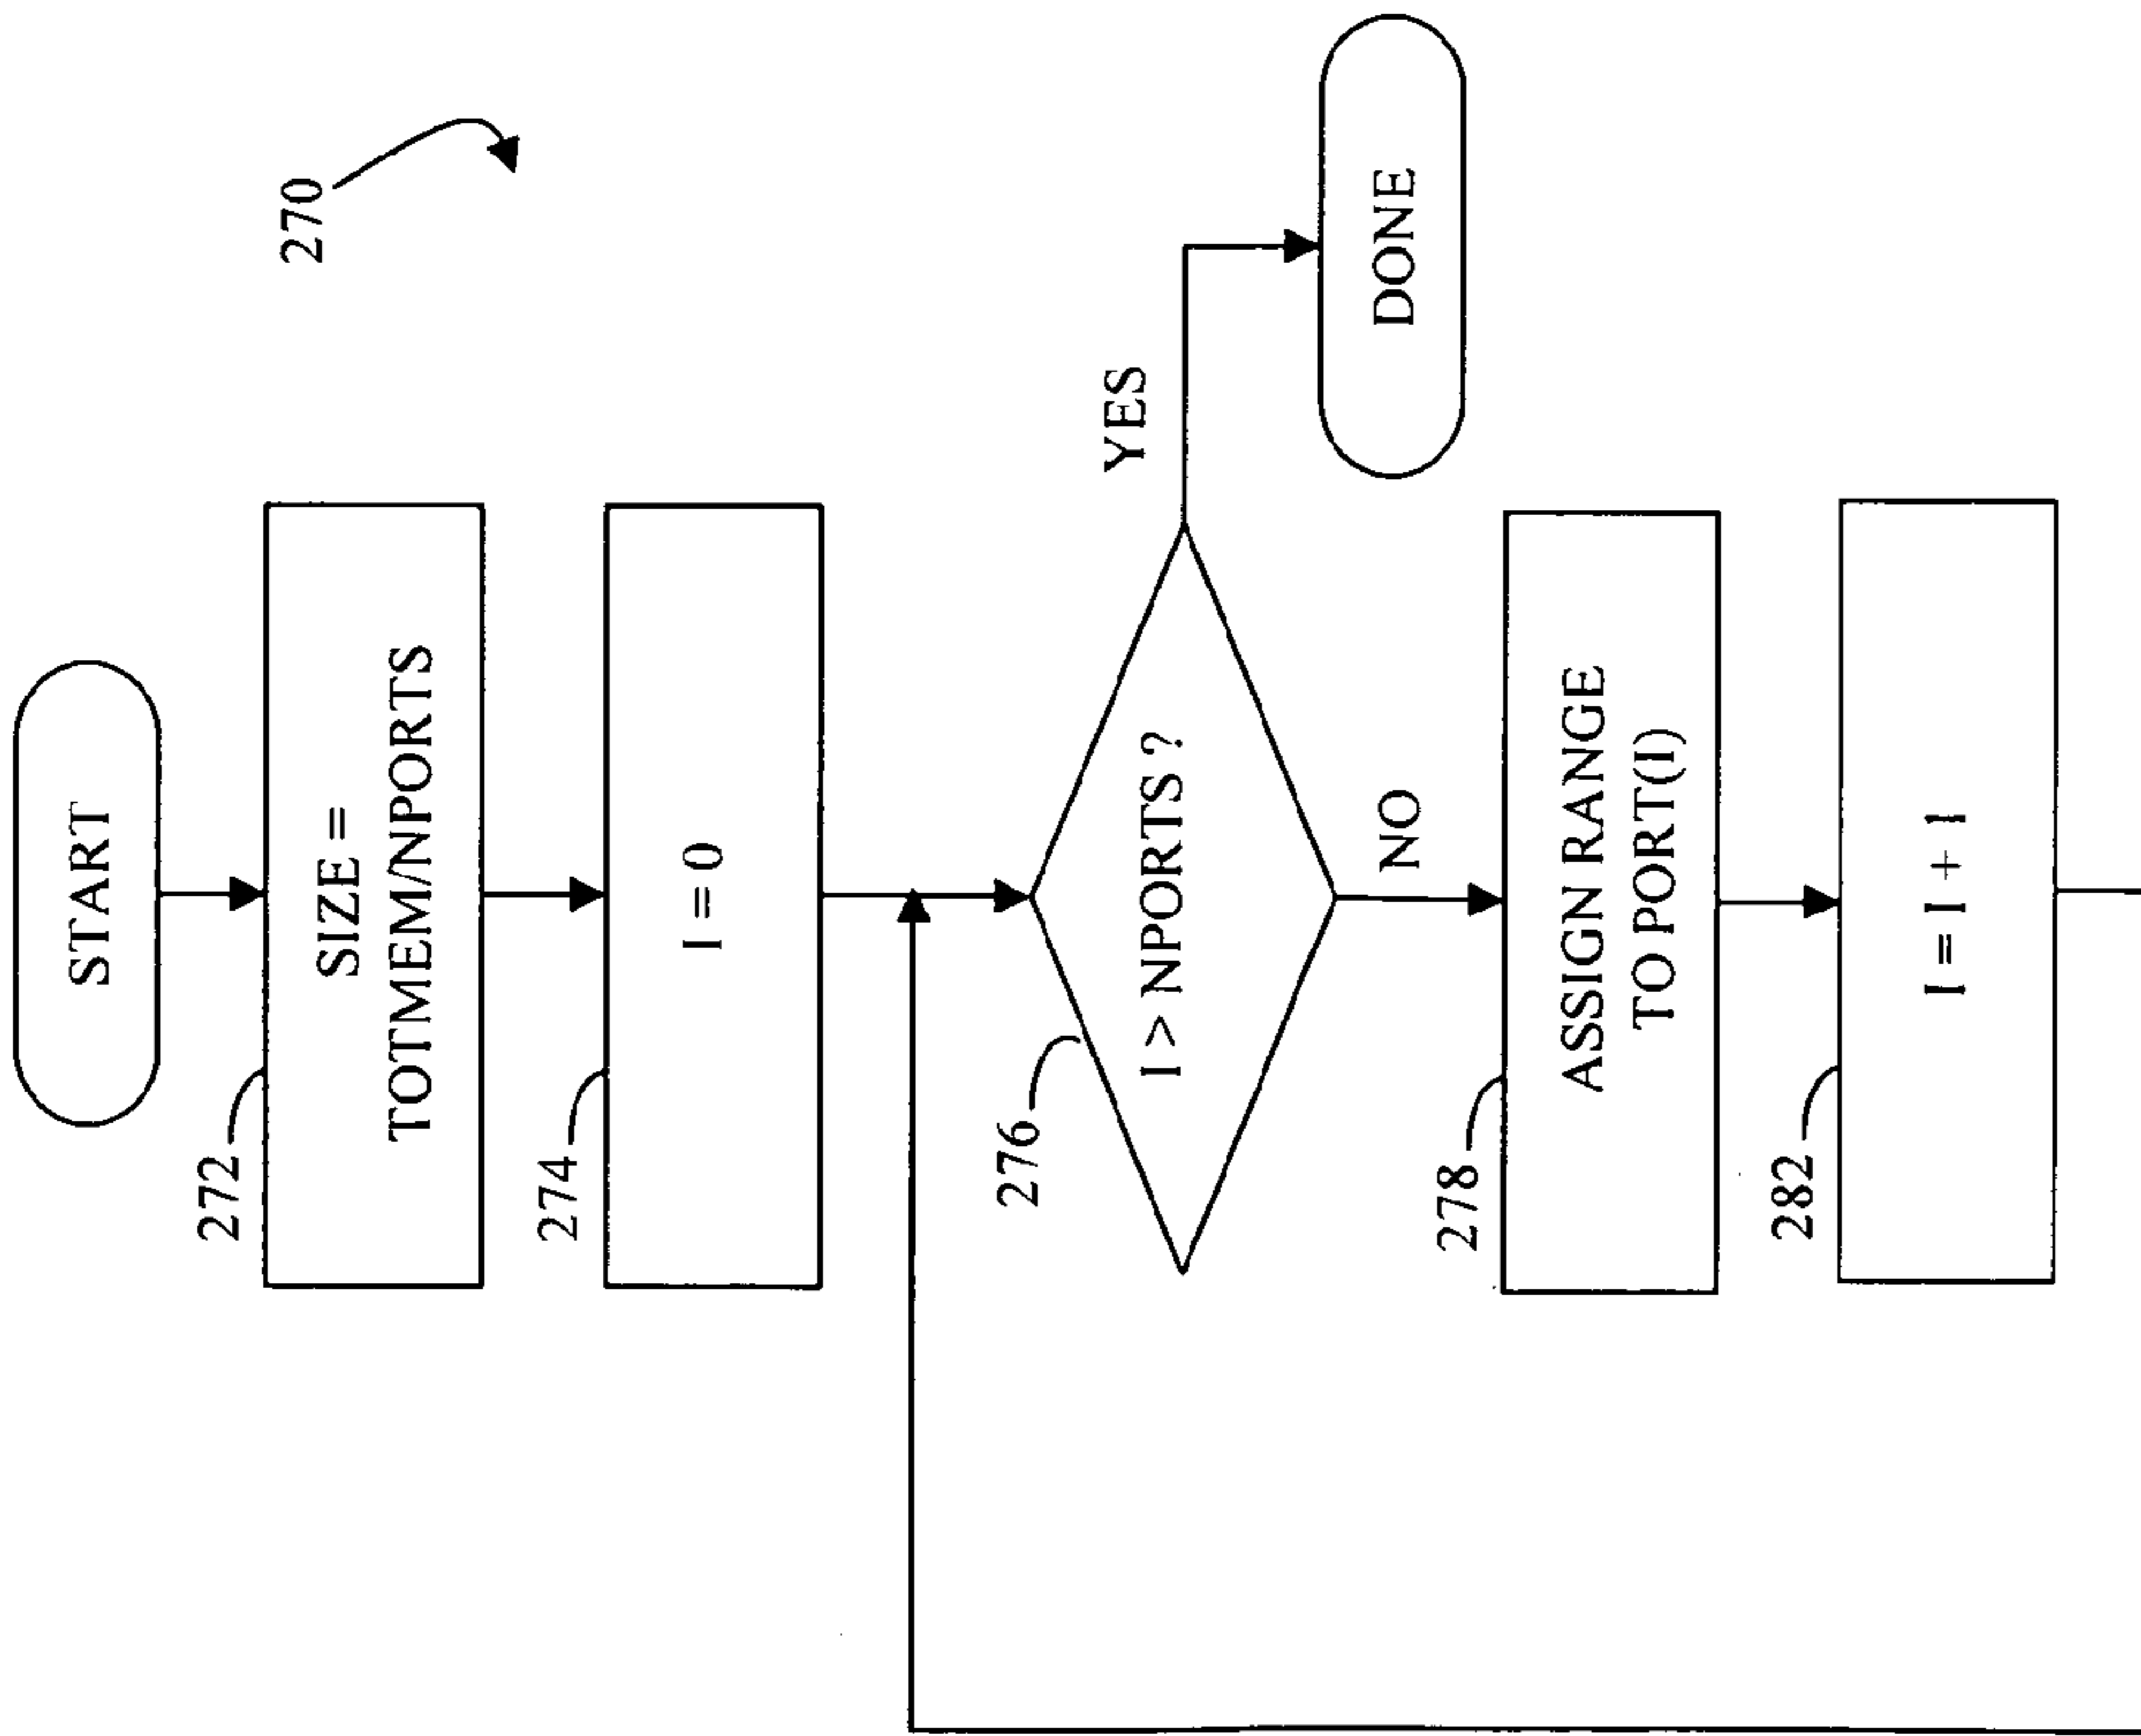 START
270
272
SIZE =
TOTMEM/NPORTS
274
I = 0
276
I > NPORTS ?
YES
DONE
NO
278
ASSIGN RANGE
TO PORT(I)
282
I = I + 1